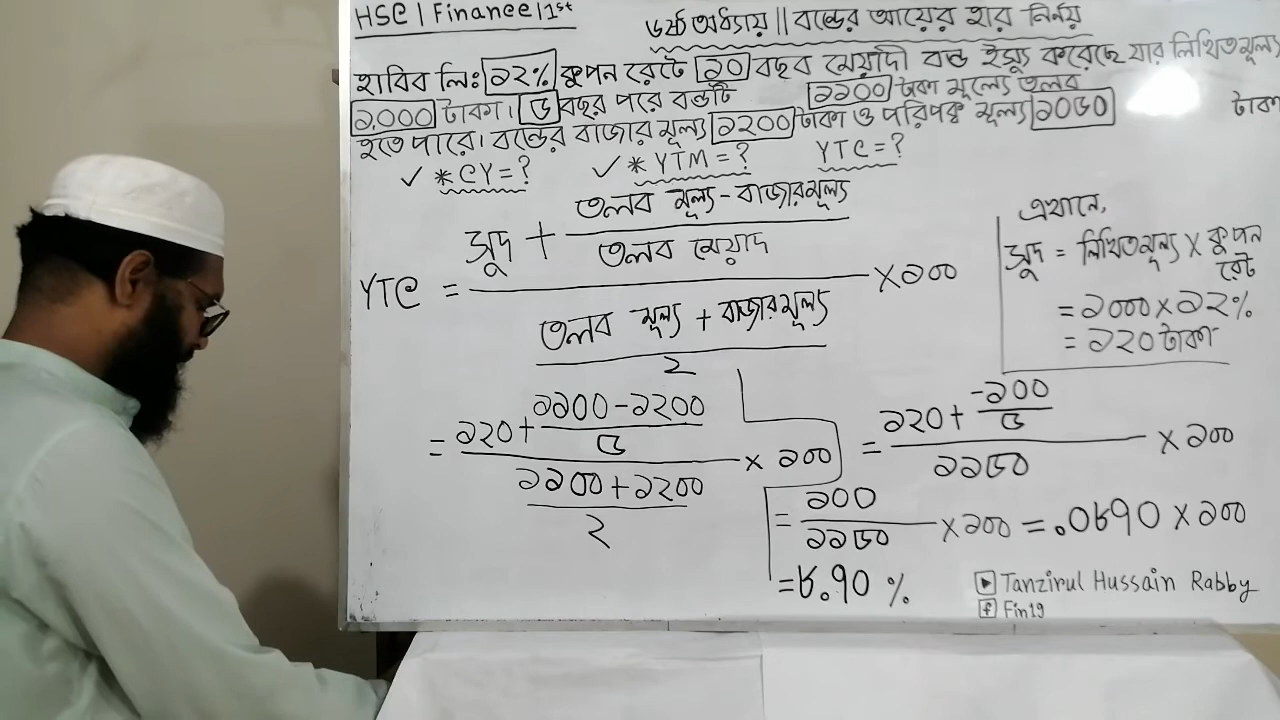 HSC | Finance | 1st
৬ষ্ঠ অধ্যায় || বন্ডের আয়ের হার নির্নয়
হাবিব লিঃ ১২% কুপন রেটে ১০ বছর মেয়াদী বন্ড ইস্যু করেছে যার লিখিত মূল্য
১,০০০ টাকা। ৫ বছর পরে বন্ডটি ১১০০ টাকা মূল্যে তলব
হতে পারে। বন্ডের বাজার মূল্য ১২০০ টাকা ও পরিপক্ক মূল্য ১০৫০ টাকা
✓ * CY = ? ✓ * YTM = ? YTC = ?
YTC = (সুদ + (তলব মূল্য - বাজারমূল্য) / তলব মেয়াদ) / ((তলব মূল্য + বাজারমূল্য) / ২) × ১০০
এখানে,
সুদ = লিখিতমূল্য × কুপন
রেট
= ১০০০ × ১২%
= ১২০ টাকা
= (১২০ + (১১০০ - ১২০০) / ৫) / ((১১০০ + ১২০০) / ২) × ১০০
= (১২০ + -১০০ / ৫) / ১১৫০ × ১০০
= ১০০ / ১১৫০ × ১০০ = .০৮৭০ × ১০০
= ৮.৭০ %
Tanzirul Hussain Rabby
Fin19